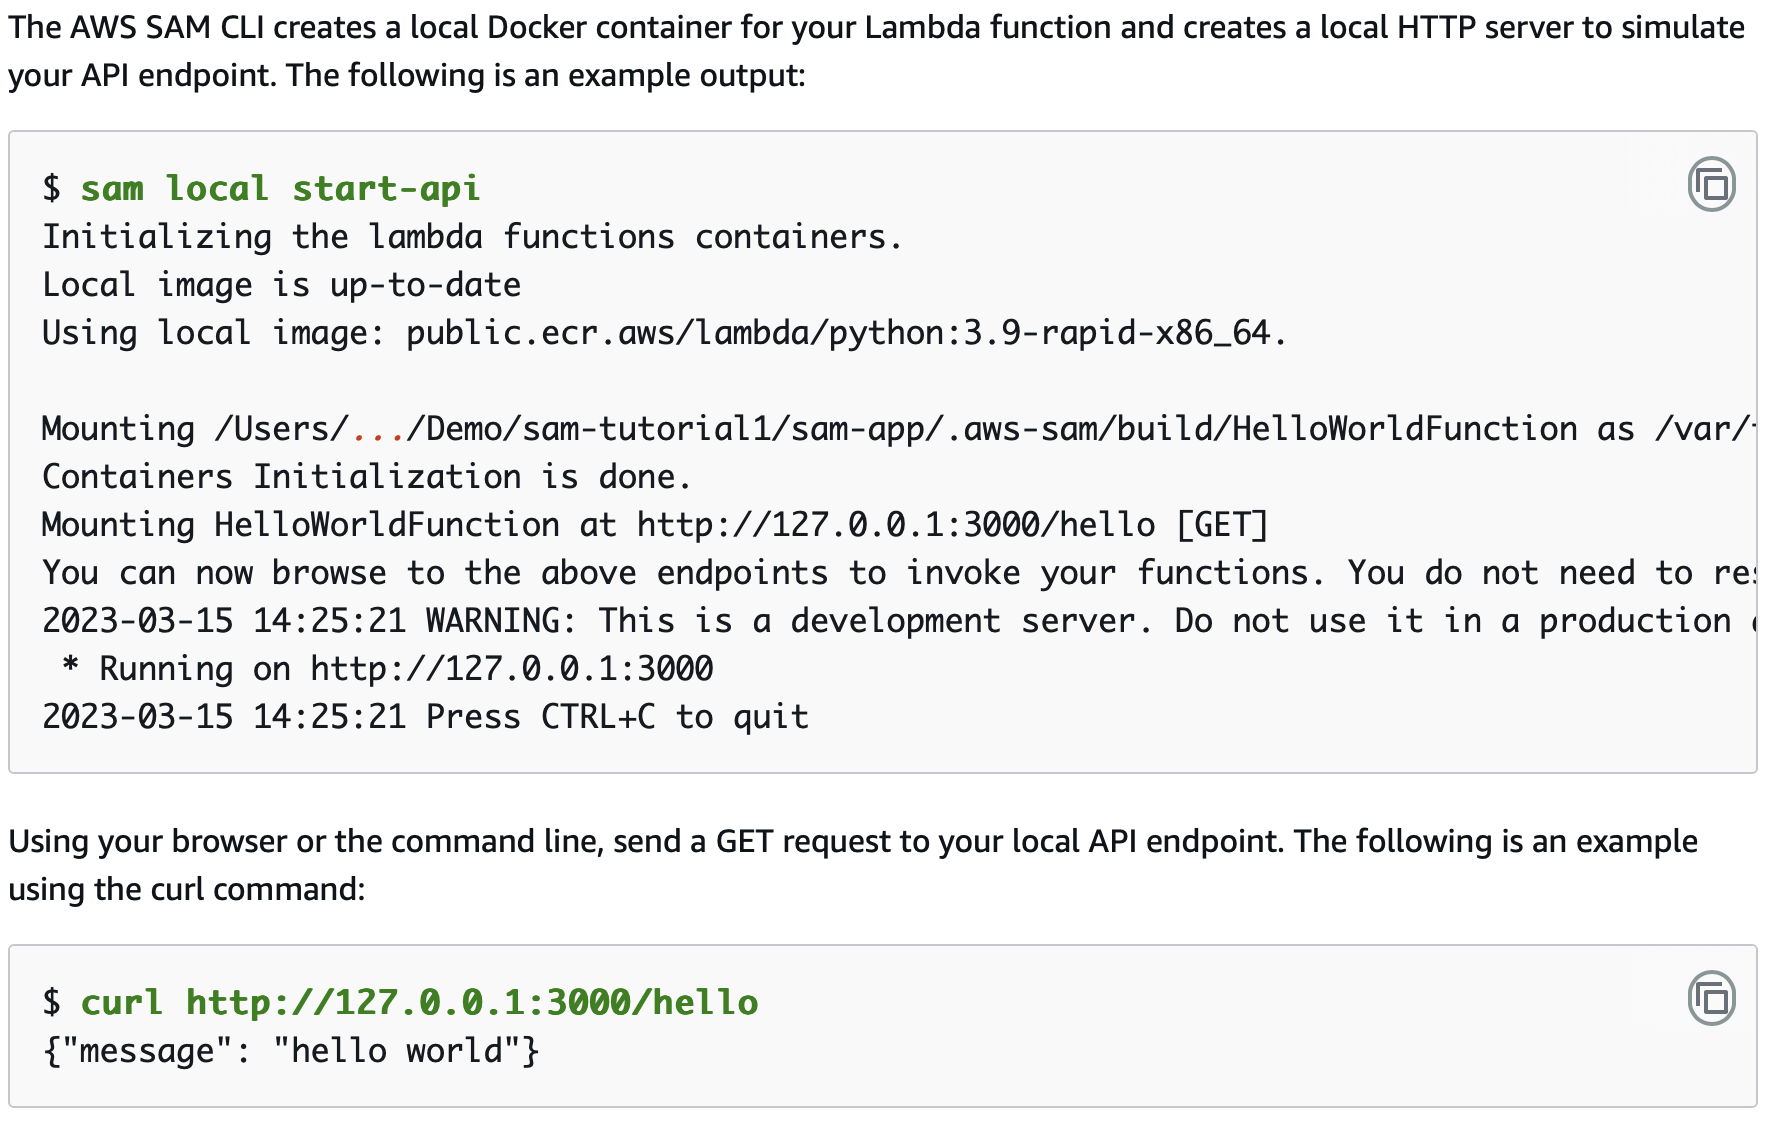 The AWS SAM CLI creates a local Docker container for your Lambda function and creates a local HTTP server to simulate
your API endpoint. The following is an example output:
$ sam local start-api
Initializing the lambda functions containers.
Local image is up-to-date
Using local image: public.ecr.aws/lambda/python:3.9-rapid-x86_64.
Mounting /Users/.../Demo/sam-tutorial1/sam-app/.aws-sam/build/HelloWorldFunction as /var/
Containers Initialization is done.
Mounting HelloWorldFunction at http://127.0.0.1:3000/hello [GET]
You can now browse to the above endpoints to invoke your functions. You do not need to
2023-03-15 14:25:21 WARNING: This is a development server. Do not use it in a production
 * Running on http://127.0.0.1:3000
2023-03-15 14:25:21 Press CTRL+C to quit
Using your browser or the command line, send a GET request to your local API endpoint. The following is an example
using the curl command:
$ curl http://127.0.0.1:3000/hello
{"message": "hello world"}